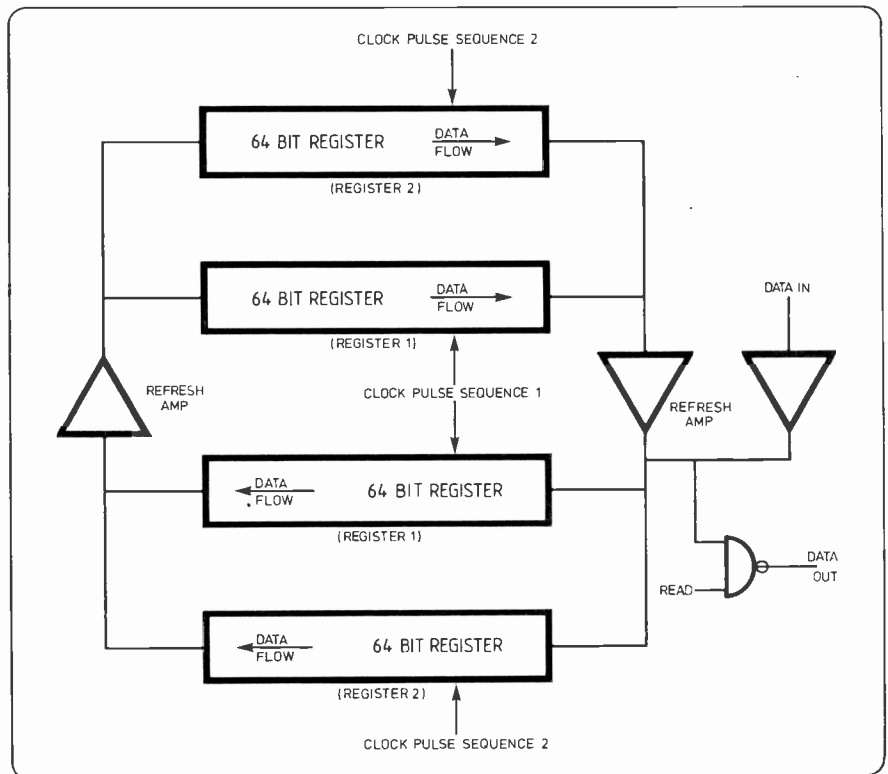 CLOCK PULSE SEQUENCE 2
64 BIT REGISTER
DATA
FLOW
(REGISTER 2)
64 BIT REGISTER
DATA
FLOW
(REGISTER 1)
DATA IN
CLOCK PULSE SEQUENCE 1
REFRESH
AMP
REFRESH
AMP
DATA
FLOW
64 BIT REGISTER
(REGISTER 1)
DATA
OUT
READ
DATA
FLOW
64 BIT REGISTER
(REGISTER 2)
CLOCK PULSE SEQUENCE 2